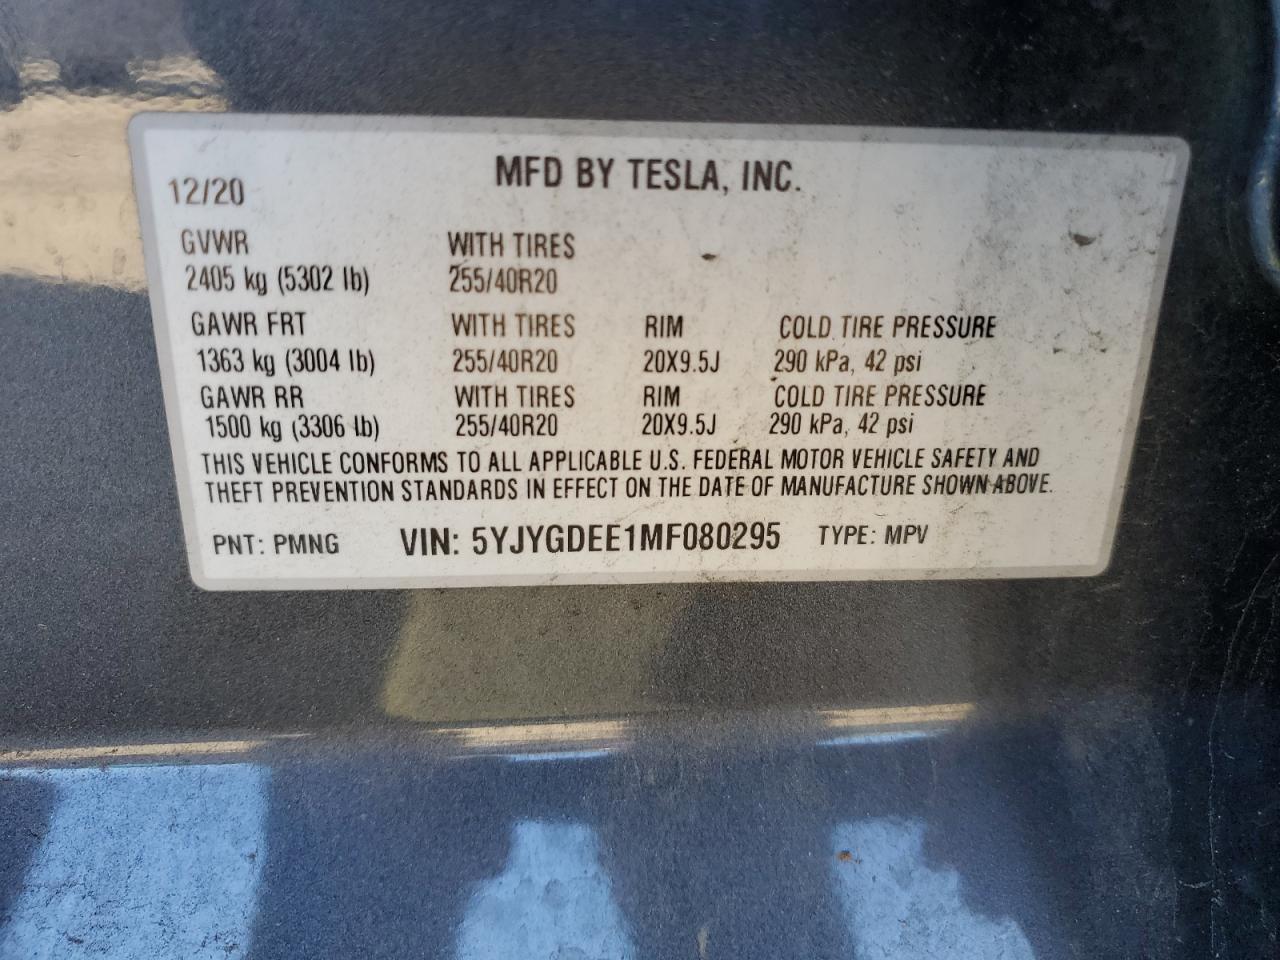 MFD BY TESLA, INC.
12/20
GVWR WITH TIRES
2405 kg (5302 lb) 255/40R20
GAWR FRT WITH TIRES RIM COLD TIRE PRESSURE
1363 kg (3004 lb) 255/40R20 20X9.5J 290 kPa, 42 psi
GAWR RR WITH TIRES RIM COLD TIRE PRESSURE
1500 kg (3306 lb) 255/40R20 20X9.5J 290 kPa, 42 psi
THIS VEHICLE CONFORMS TO ALL APPLICABLE U.S. FEDERAL MOTOR VEHICLE SAFETY AND
THEFT PREVENTION STANDARDS IN EFFECT ON THE DATE OF MANUFACTURE SHOWN ABOVE.
PNT: PMNG VIN: 5YJYGDEE1MF080295 TYPE: MPV